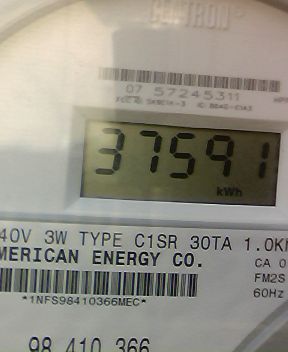 CENTRON
07 57245311
37591
kWh
40V 3W TYPE C1SR 30TA 1.0K
MERICAN ENERGY CO.
CA 0
FM2S
*1NFS98410366MEC*
60Hz
98 410 366